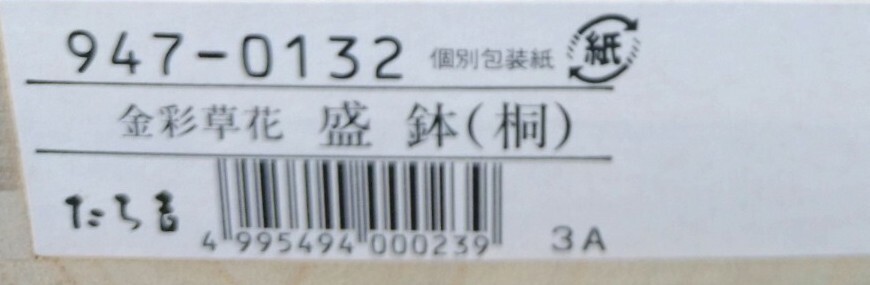 947-0132 個別包装紙 紙
金彩草花 盛 鉢(桐)
たち吉
4 995494 000239 3A